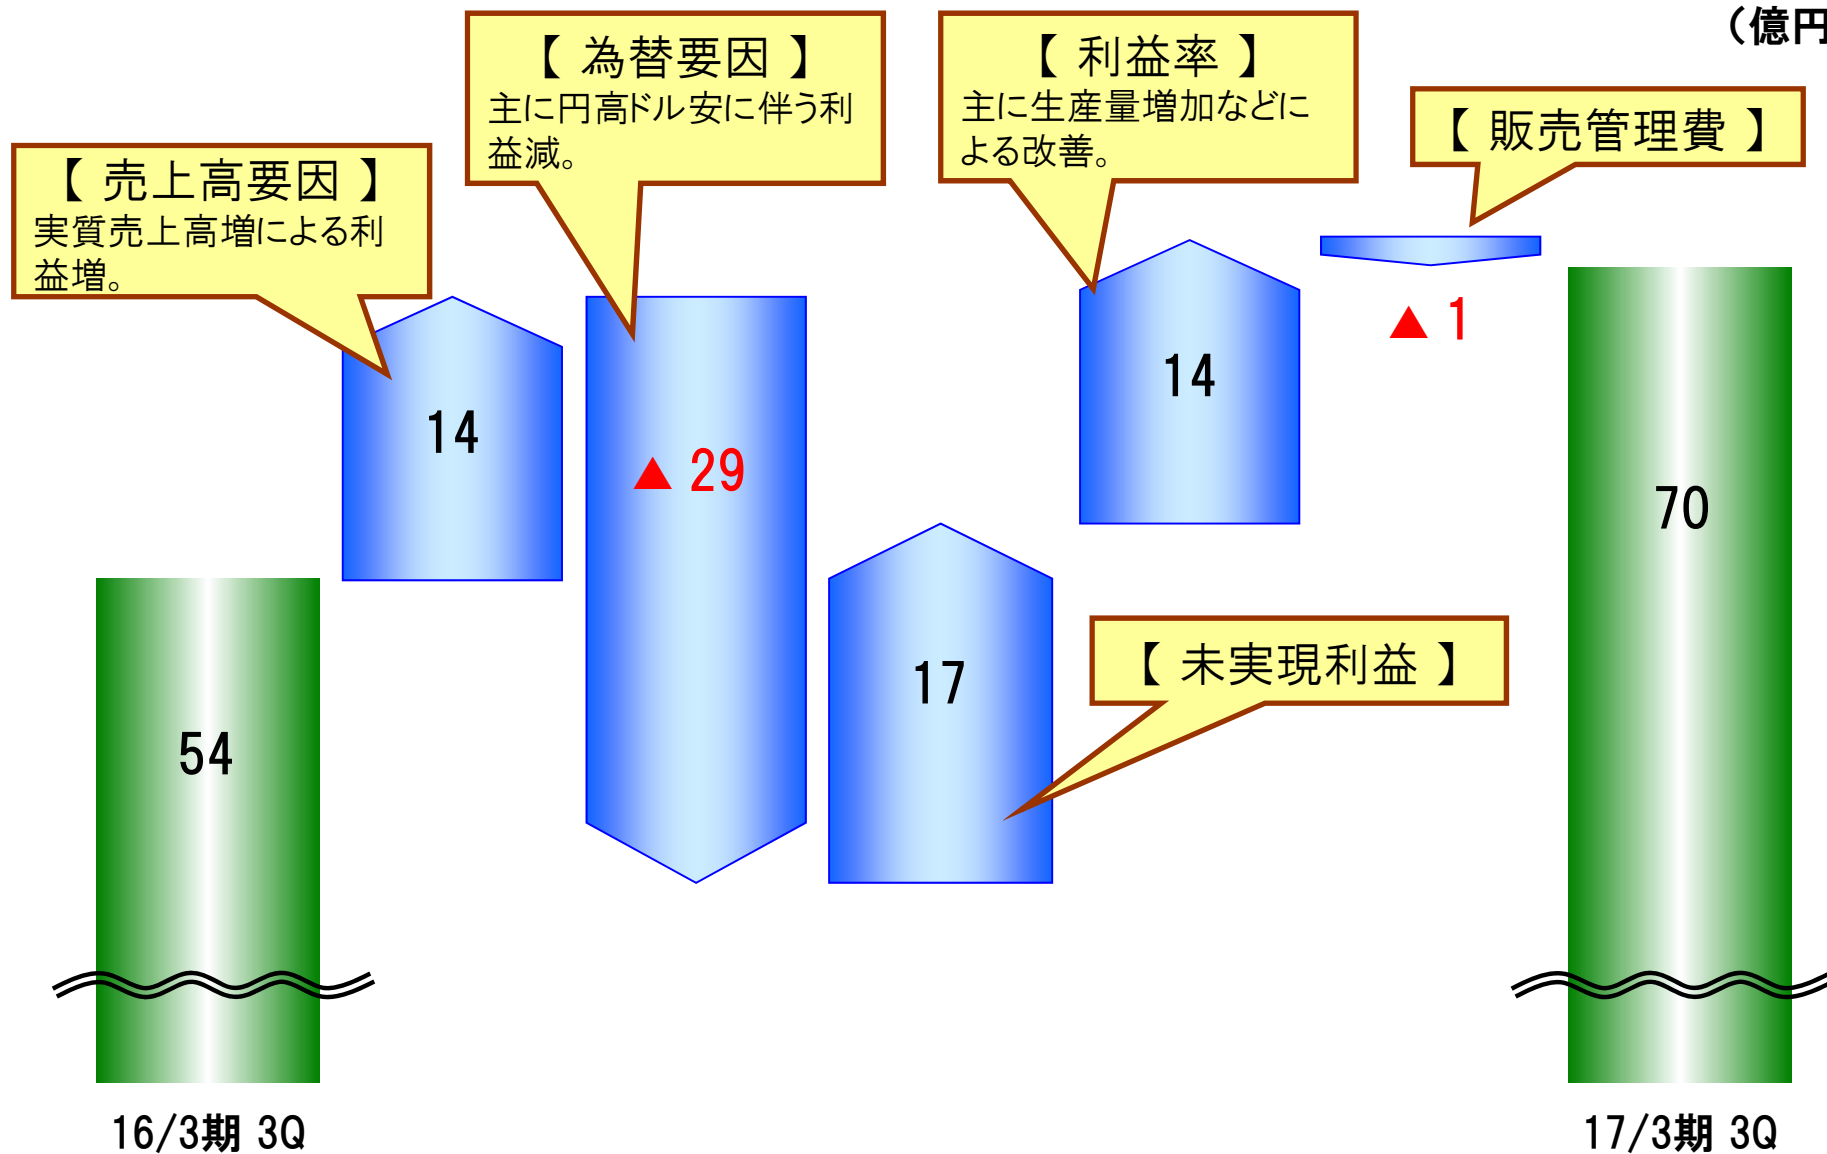 （億円
【 為替要因 】
主に円高ドル安に伴う利
益減。
【 利益率 】
主に生産量増加などに
よる改善。
【 販売管理費 】
【 売上高要因 】
実質売上高増による利
益増。
▲ 1
14
14
▲ 29
70
17
【 未実現利益 】
54
16/3期 3Q
17/3期 3Q